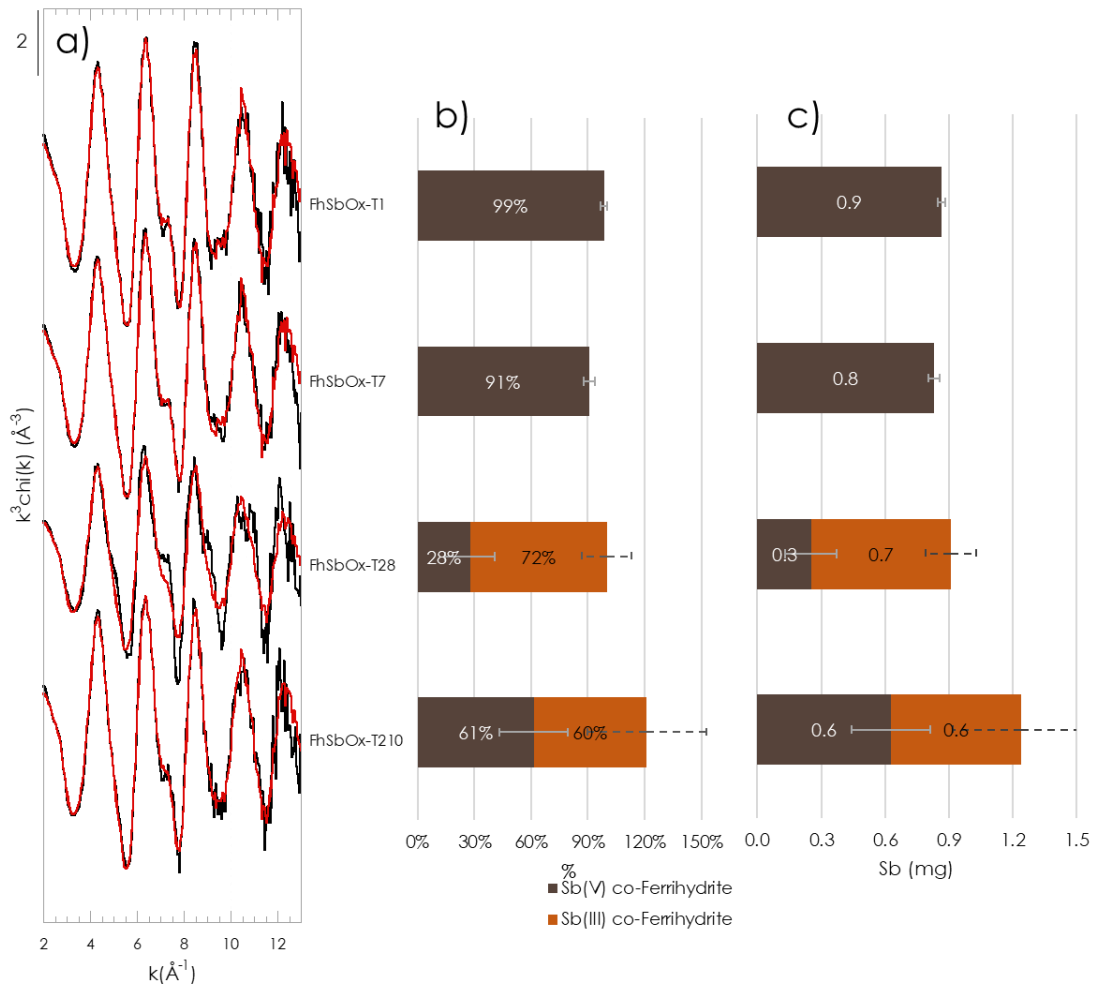 2
a)
b)
c)
FhSbOx-T1
99%
0.9
FhSbOx-T7
91%
0.8
k³chi(k) (Å⁻³)
FhSbOx-T28
28%
72%
0.3
0.7
FhSbOx-T210
61%
60%
0.6
0.6
0% 30% 60% 90% 120% 150%
%
0.0 0.3 0.6 0.9 1.2 1.5
Sb (mg)
Sb(V) co-Ferrihydrite
Sb(III) co-Ferrihydrite
2 4 6 8 10 12
k(Å⁻¹)